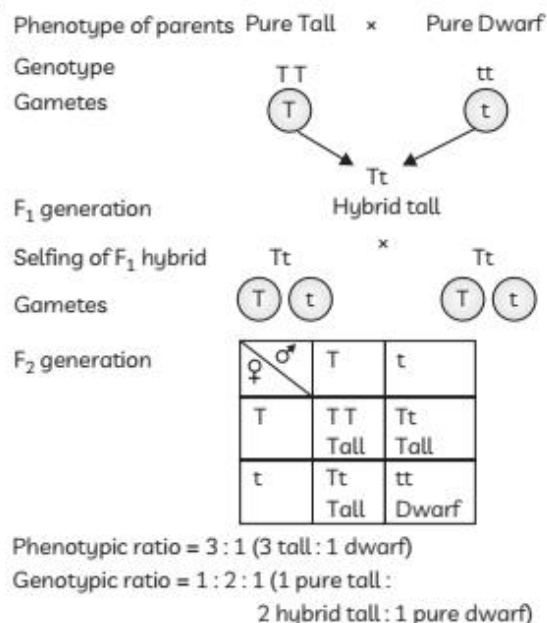 Phenotype of parents Pure Tall × Pure Dwarf
Genotype TT tt
Gametes T t
Tt
F₁ generation Hybrid tall
×
Selfing of F₁ hybrid Tt Tt
Gametes T t T t
F₂ generation ♀ ♂ T t
T TT Tt
Tall Tall
t Tt tt
Tall Dwarf
Phenotypic ratio = 3 : 1 (3 tall : 1 dwarf)
Genotypic ratio = 1 : 2 : 1 (1 pure tall :
2 hybrid tall : 1 pure dwarf)